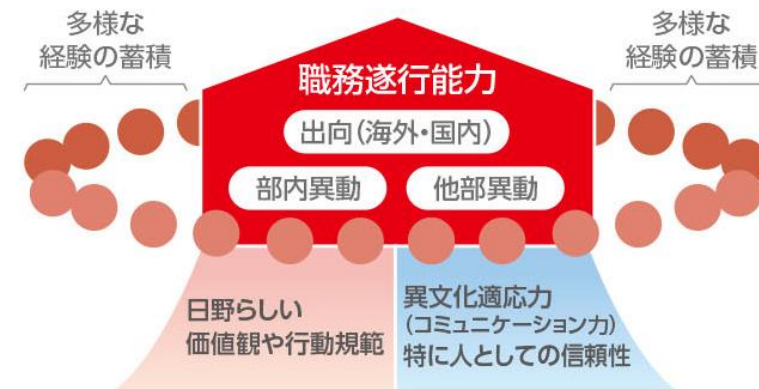 多様な
経験の蓄積
多様な
経験の蓄積
職務遂行能力
出向(海外・国内)
部内異動
他部異動
日野らしい
価値観や行動規範
異文化適応力
(コミュニケーション力)
特に人としての信頼性